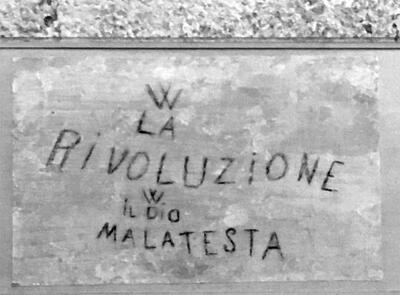 W
LA
RiVOLUZiONE
W
iL DiO
MALATESTA